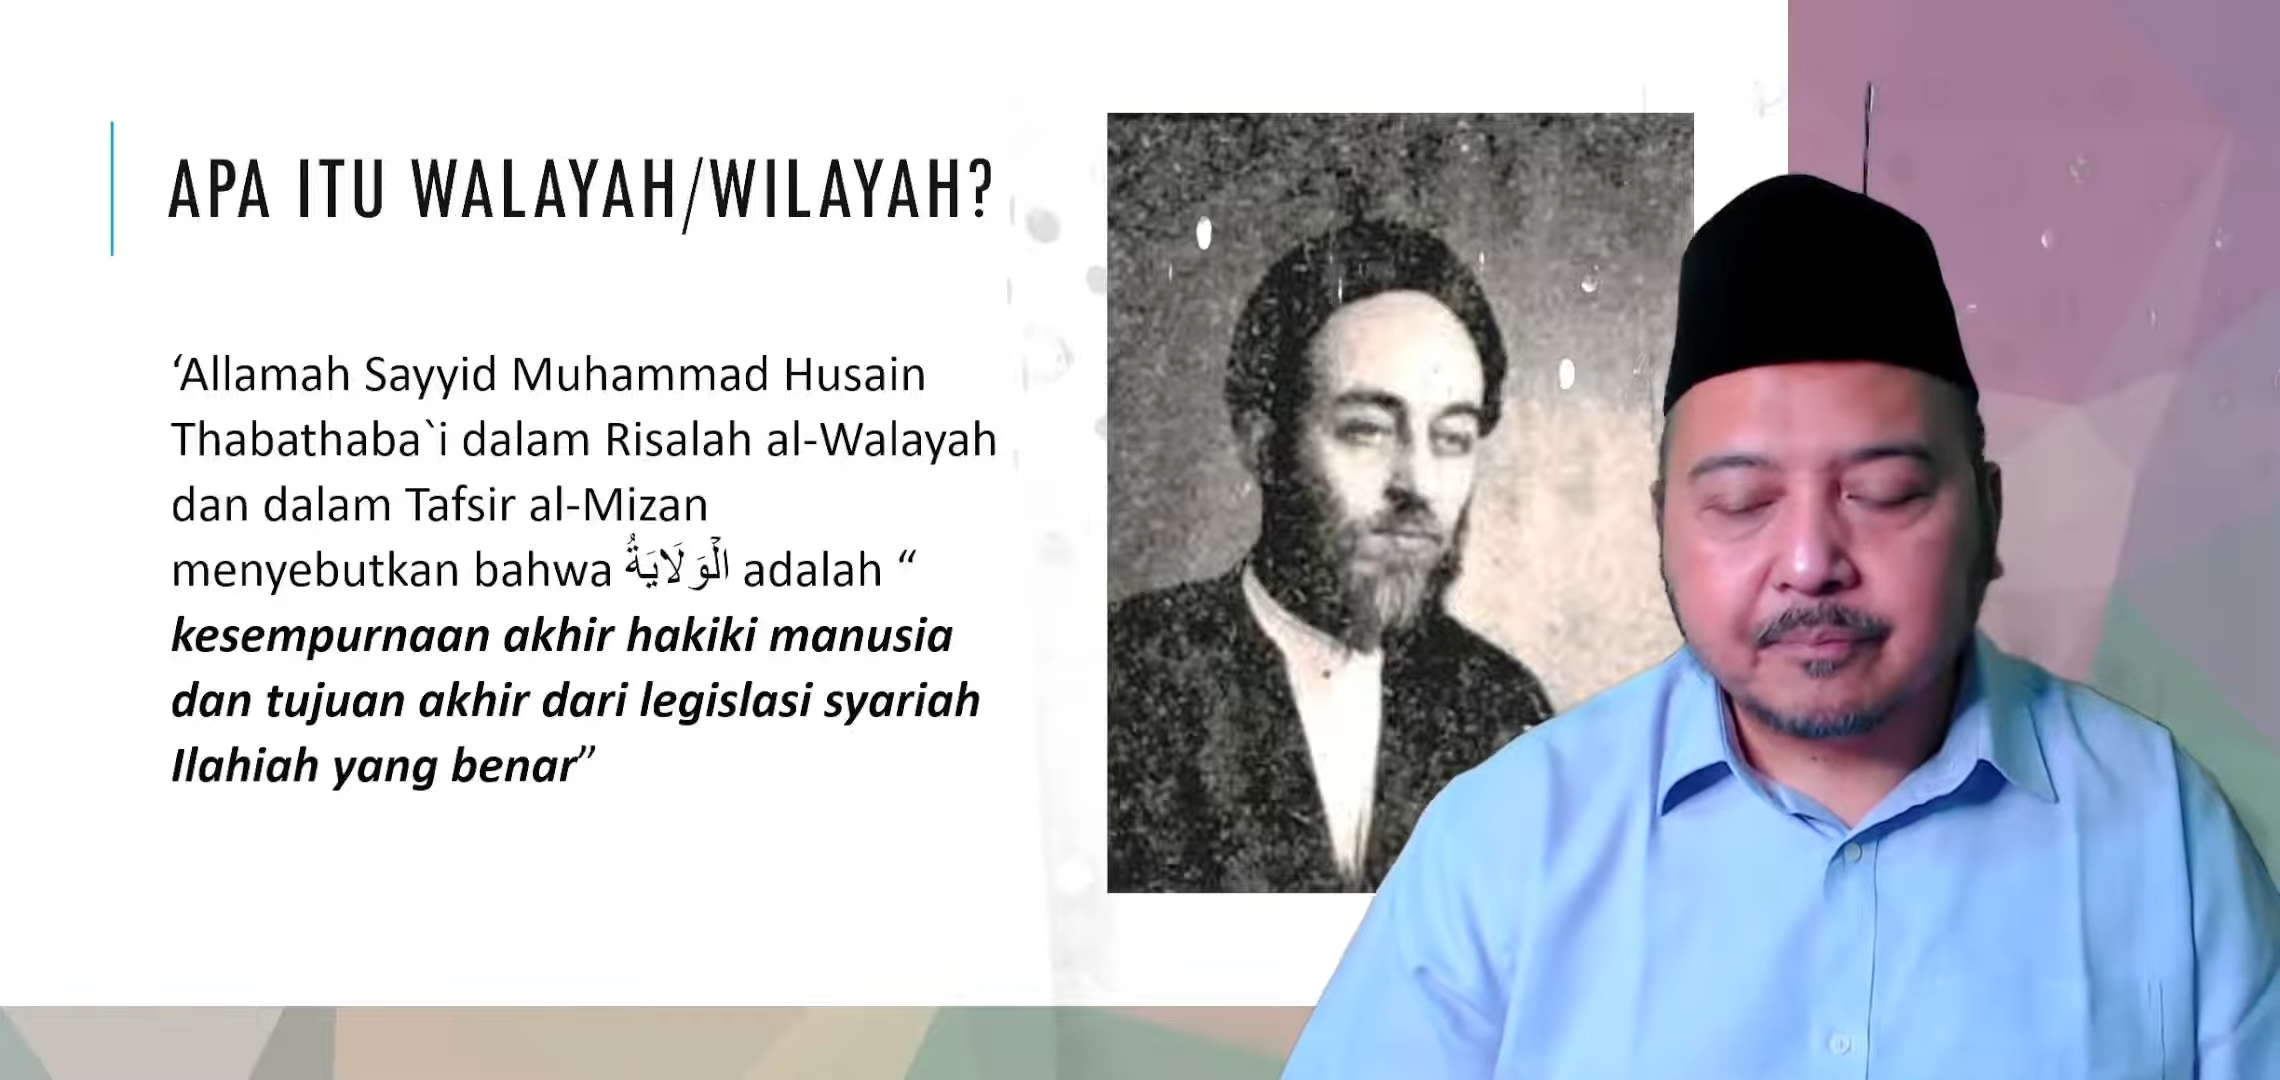 APA ITU WALAYAH/WILAYAH?
‘Allamah Sayyid Muhammad Husain
Thabathaba`i dalam Risalah al-Walayah
dan dalam Tafsir al-Mizan
menyebutkan bahwa الْوَلَايَةُ adalah “
kesempurnaan akhir hakiki manusia
dan tujuan akhir dari legislasi syariah
Ilahiah yang benar”